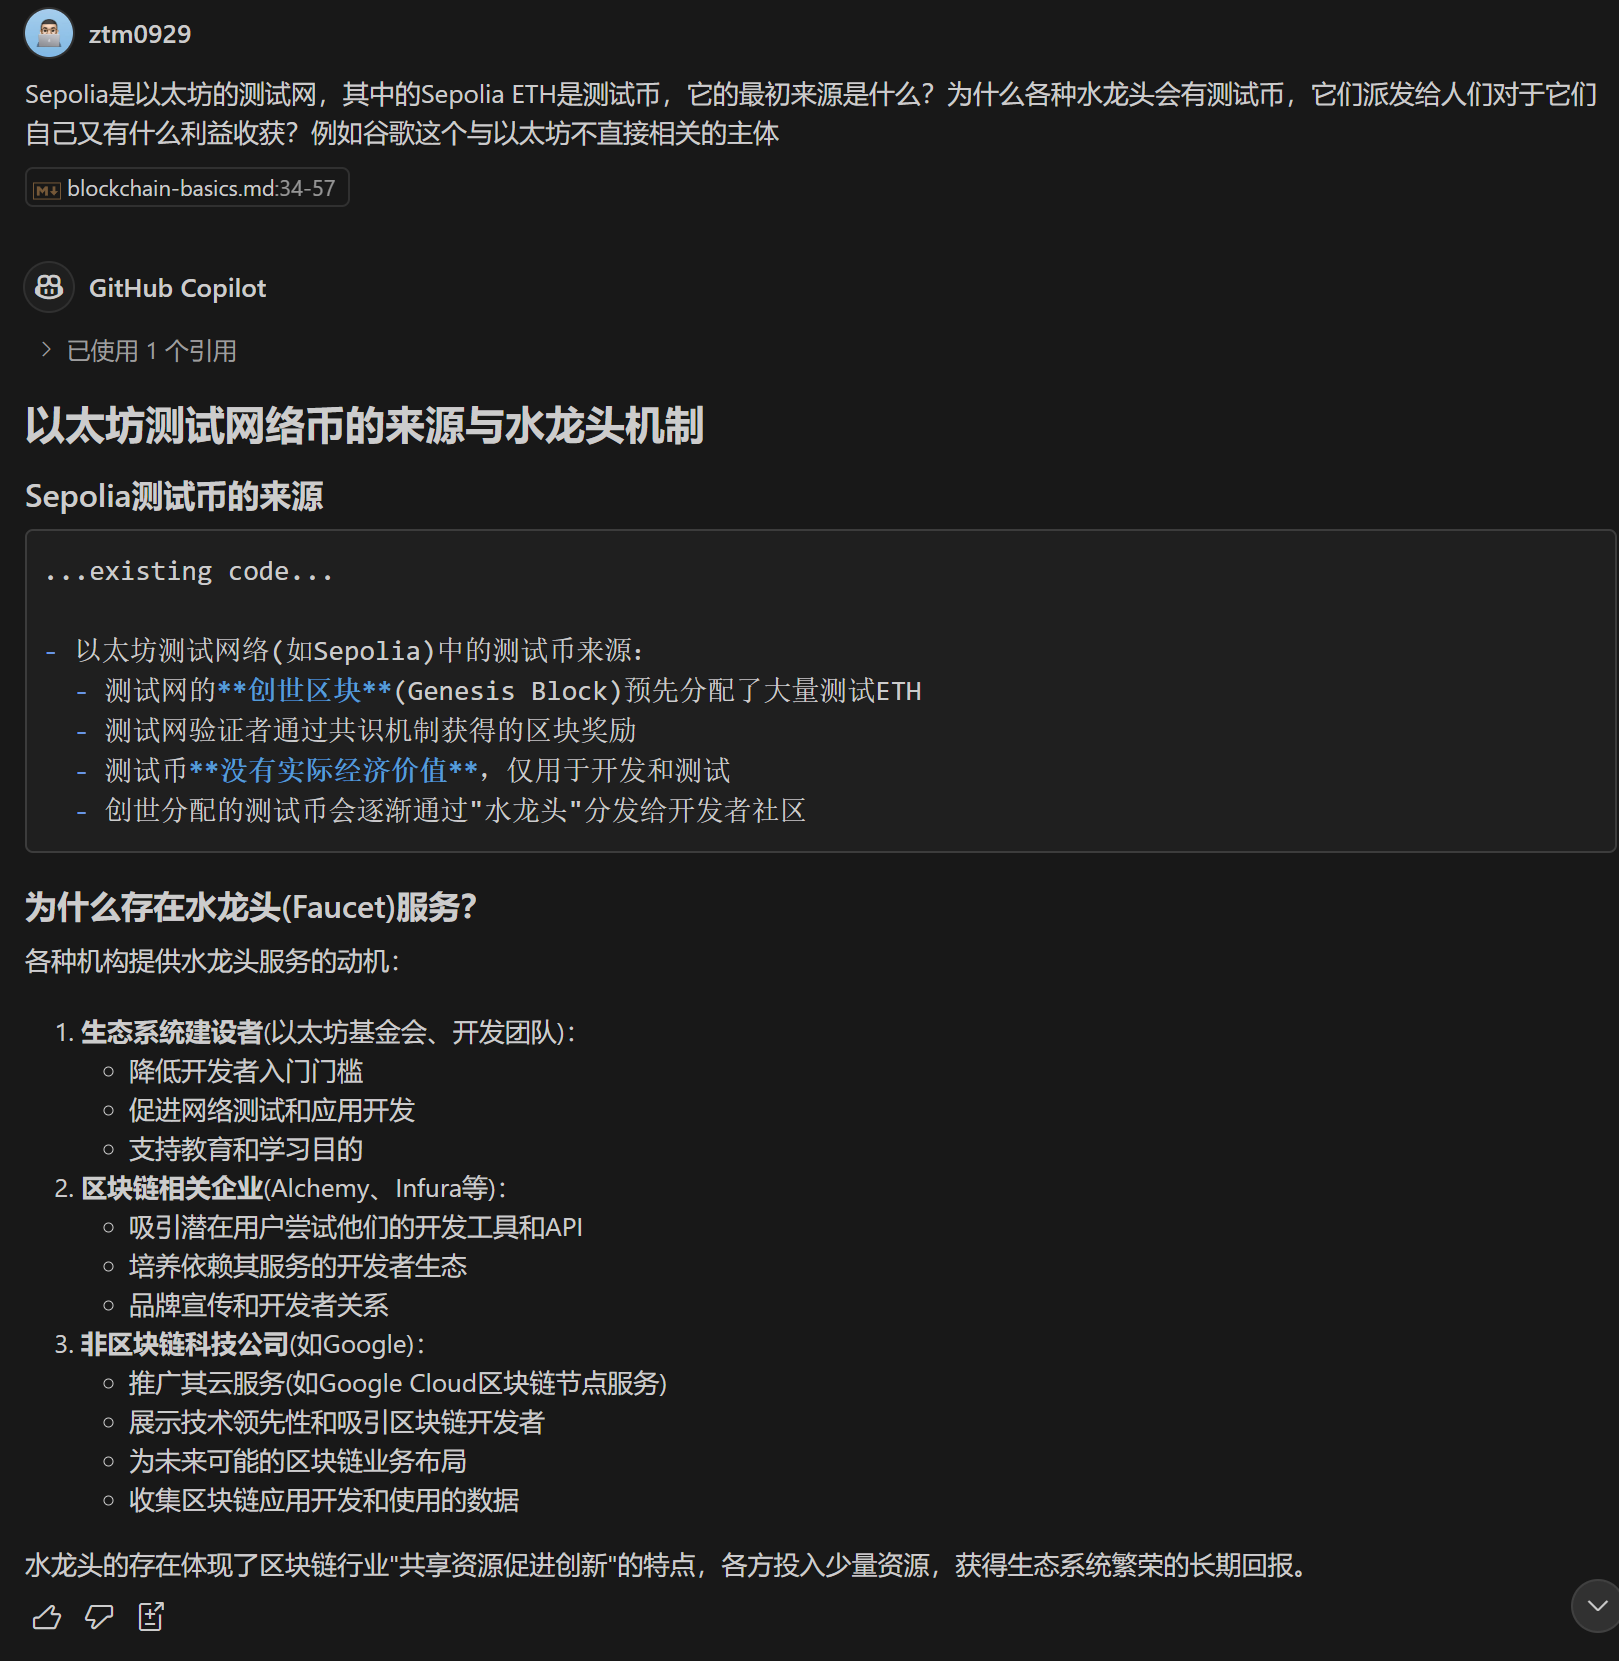 ztm0929
Sepolia是以太坊的测试网，其中的Sepolia ETH是测试币，它的最初来源是什么？为什么各种水龙头会有测试币，它们派发给人们对于它们
自己又有什么利益收获？例如谷歌这个与以太坊不直接相关的主体
M↓ blockchain-basics.md:34-57
GitHub Copilot
已使用 1 个引用
以太坊测试网络币的来源与水龙头机制
Sepolia测试币的来源
...existing code...
- 以太坊测试网络(如Sepolia)中的测试币来源：
- 测试网的**创世区块**(Genesis Block)预先分配了大量测试ETH
- 测试网验证者通过共识机制获得的区块奖励
- 测试币**没有实际经济价值**，仅用于开发和测试
- 创世分配的测试币会逐渐通过"水龙头"分发给开发者社区
为什么存在水龙头(Faucet)服务？
各种机构提供水龙头服务的动机：
1. 生态系统建设者(以太坊基金会、开发团队)：
降低开发者入门门槛
促进网络测试和应用开发
支持教育和学习目的
2. 区块链相关企业(Alchemy、Infura等)：
吸引潜在用户尝试他们的开发工具和API
培养依赖其服务的开发者生态
品牌宣传和开发者关系
3. 非区块链科技公司(如Google)：
推广其云服务(如Google Cloud区块链节点服务)
展示技术领先性和吸引区块链开发者
为未来可能的区块链业务布局
收集区块链应用开发和使用的数据
水龙头的存在体现了区块链行业"共享资源促进创新"的特点，各方投入少量资源，获得生态系统繁荣的长期回报。